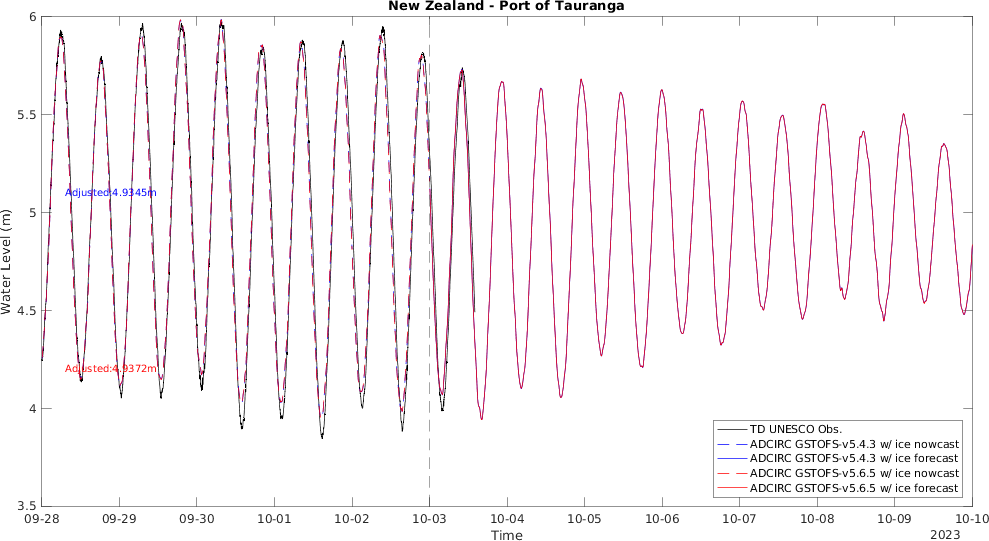 New Zealand - Port of Tauranga
Water Level (m)
6
5.5
5
4.5
4
3.5
Adjusted:4.9345m
Adjusted:4.9372m
TD UNESCO Obs.
ADCIRC GSTOFS-v5.4.3 w/ ice nowcast
ADCIRC GSTOFS-v5.4.3 w/ ice forecast
ADCIRC GSTOFS-v5.6.5 w/ ice nowcast
ADCIRC GSTOFS-v5.6.5 w/ ice forecast
09-28 09-29 09-30 10-01 10-02 10-03 10-04 10-05 10-06 10-07 10-08 10-09 10-10
Time
2023